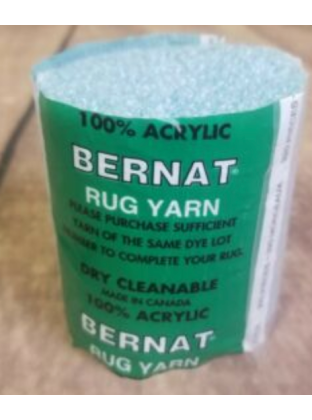 100% ACRYLIC
BERNAT
RUG YARN
PLEASE PURCHASE SUFFICIENT
YARN OF THE SAME DYE LOT
TO COMPLETE YOUR RUG.
DRY CLEANABLE
MADE IN CANADA
100% ACRYLIC
BERNAT
RUG YARN